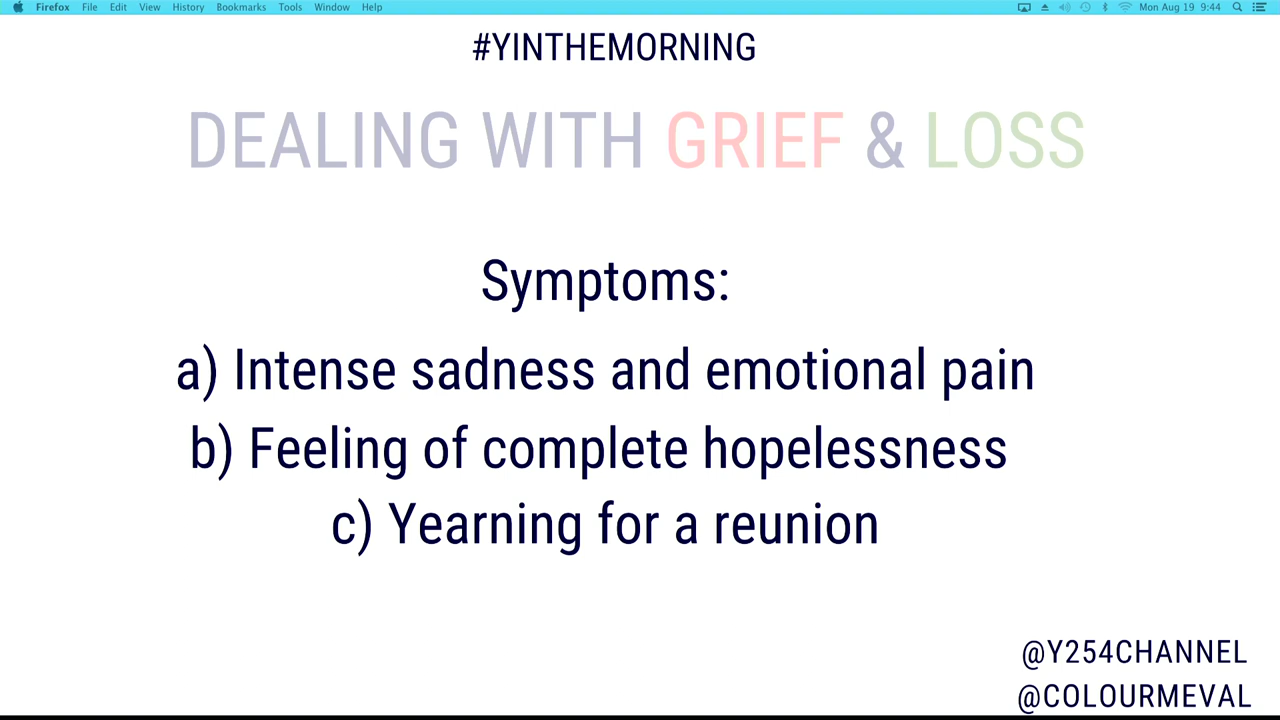 Firefox File Edit View History Bookmarks Tools Window Help Mon Aug 19 9:44
#YINTHEMORNING
DEALING WITH GRIEF & LOSS
Symptoms:
a) Intense sadness and emotional pain
b) Feeling of complete hopelessness
c) Yearning for a reunion
@Y254CHANNEL
@COLOURMEVAL